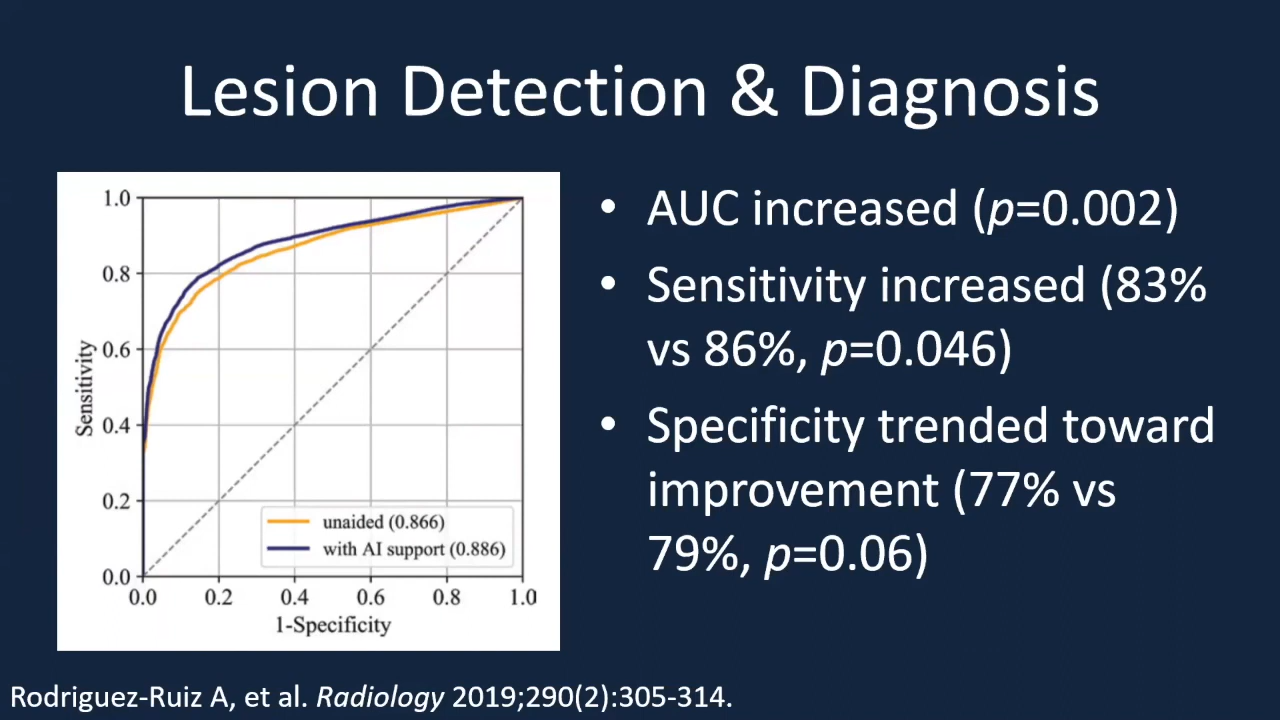 Lesion Detection & Diagnosis
1.0
0.8
0.6
0.4
0.2
0.0
Sensitivity
0.0 0.2 0.4 0.6 0.8 1.0
1-Specificity
unaided (0.866)
with AI support (0.886)
• AUC increased (p=0.002)
• Sensitivity increased (83%
vs 86%, p=0.046)
• Specificity trended toward
improvement (77% vs
79%, p=0.06)
Rodriguez-Ruiz A, et al. Radiology 2019;290(2):305-314.